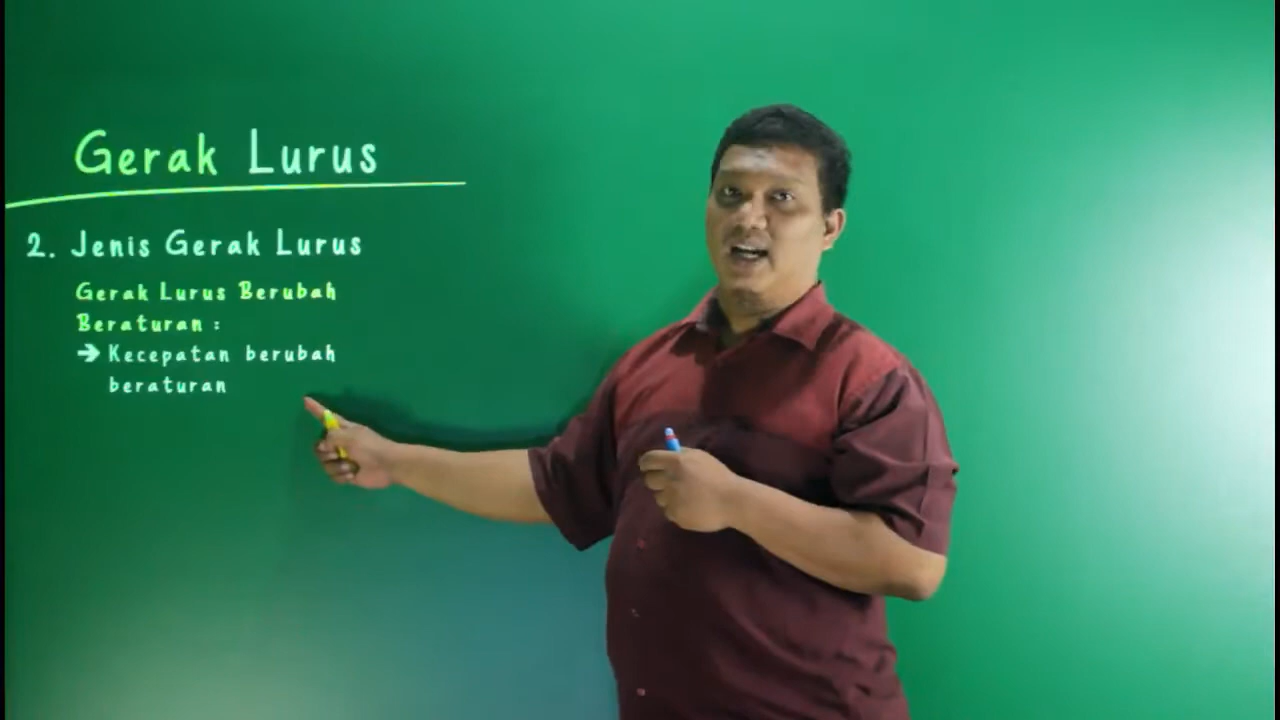 Gerak Lurus
2. Jenis Gerak Lurus
Gerak Lurus Berubah
Beraturan :
➔ Kecepatan berubah
beraturan